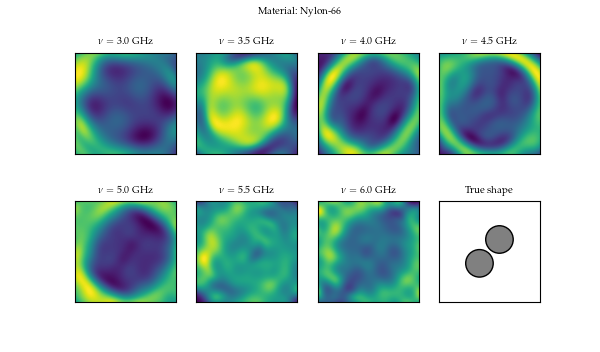 Material: Nylon-66
ν = 3.0 GHz
ν = 3.5 GHz
ν = 4.0 GHz
ν = 4.5 GHz
ν = 5.0 GHz
ν = 5.5 GHz
ν = 6.0 GHz
True shape